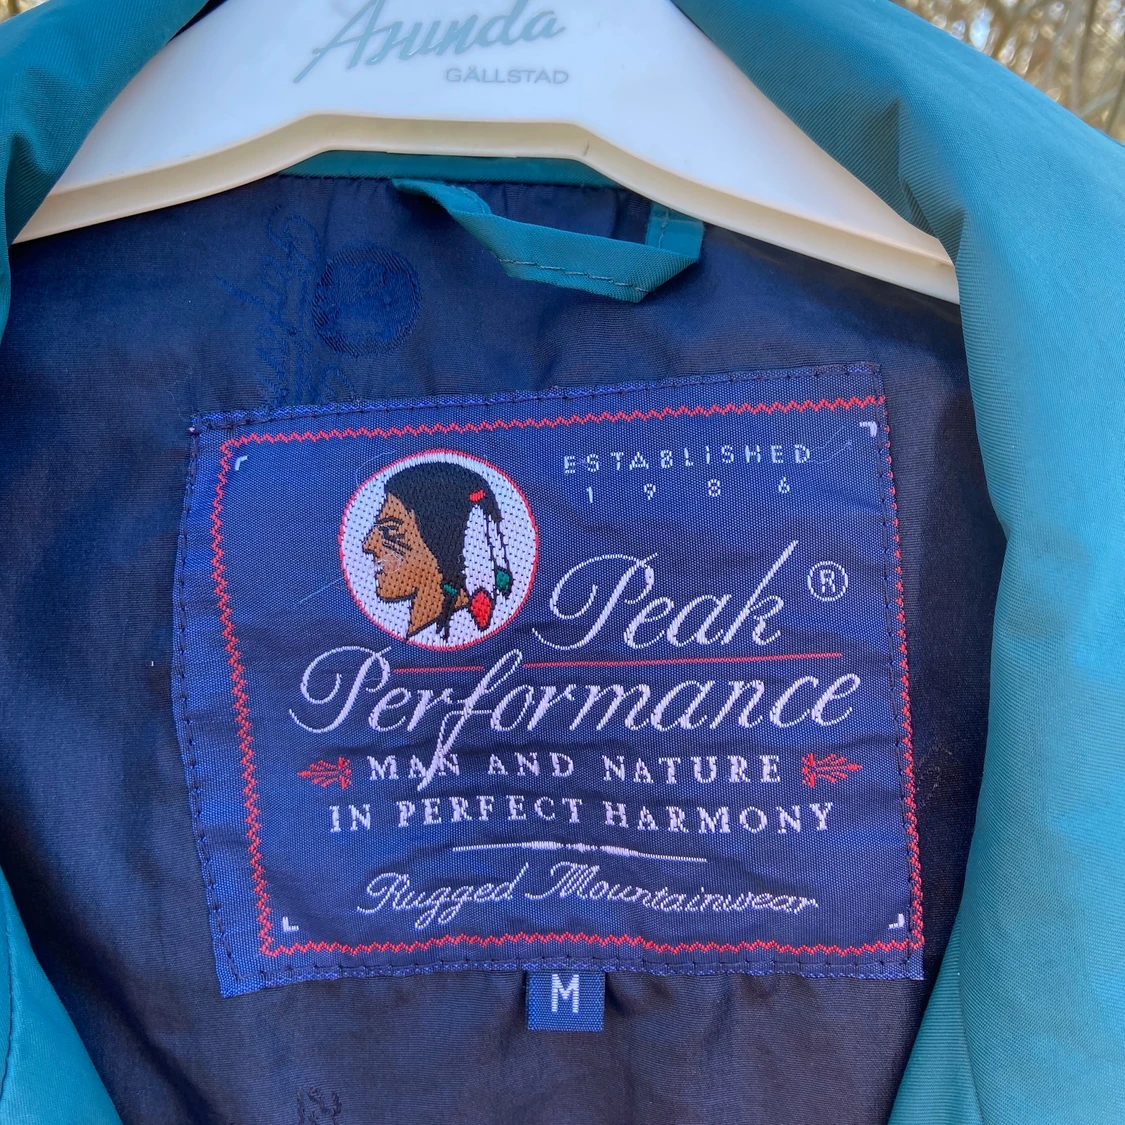 Asunda
GÄLLSTAD
ESTABLISHED
1986
Peak ®
Performance
MAN AND NATURE
IN PERFECT HARMONY
Rugged Mountainwear
M